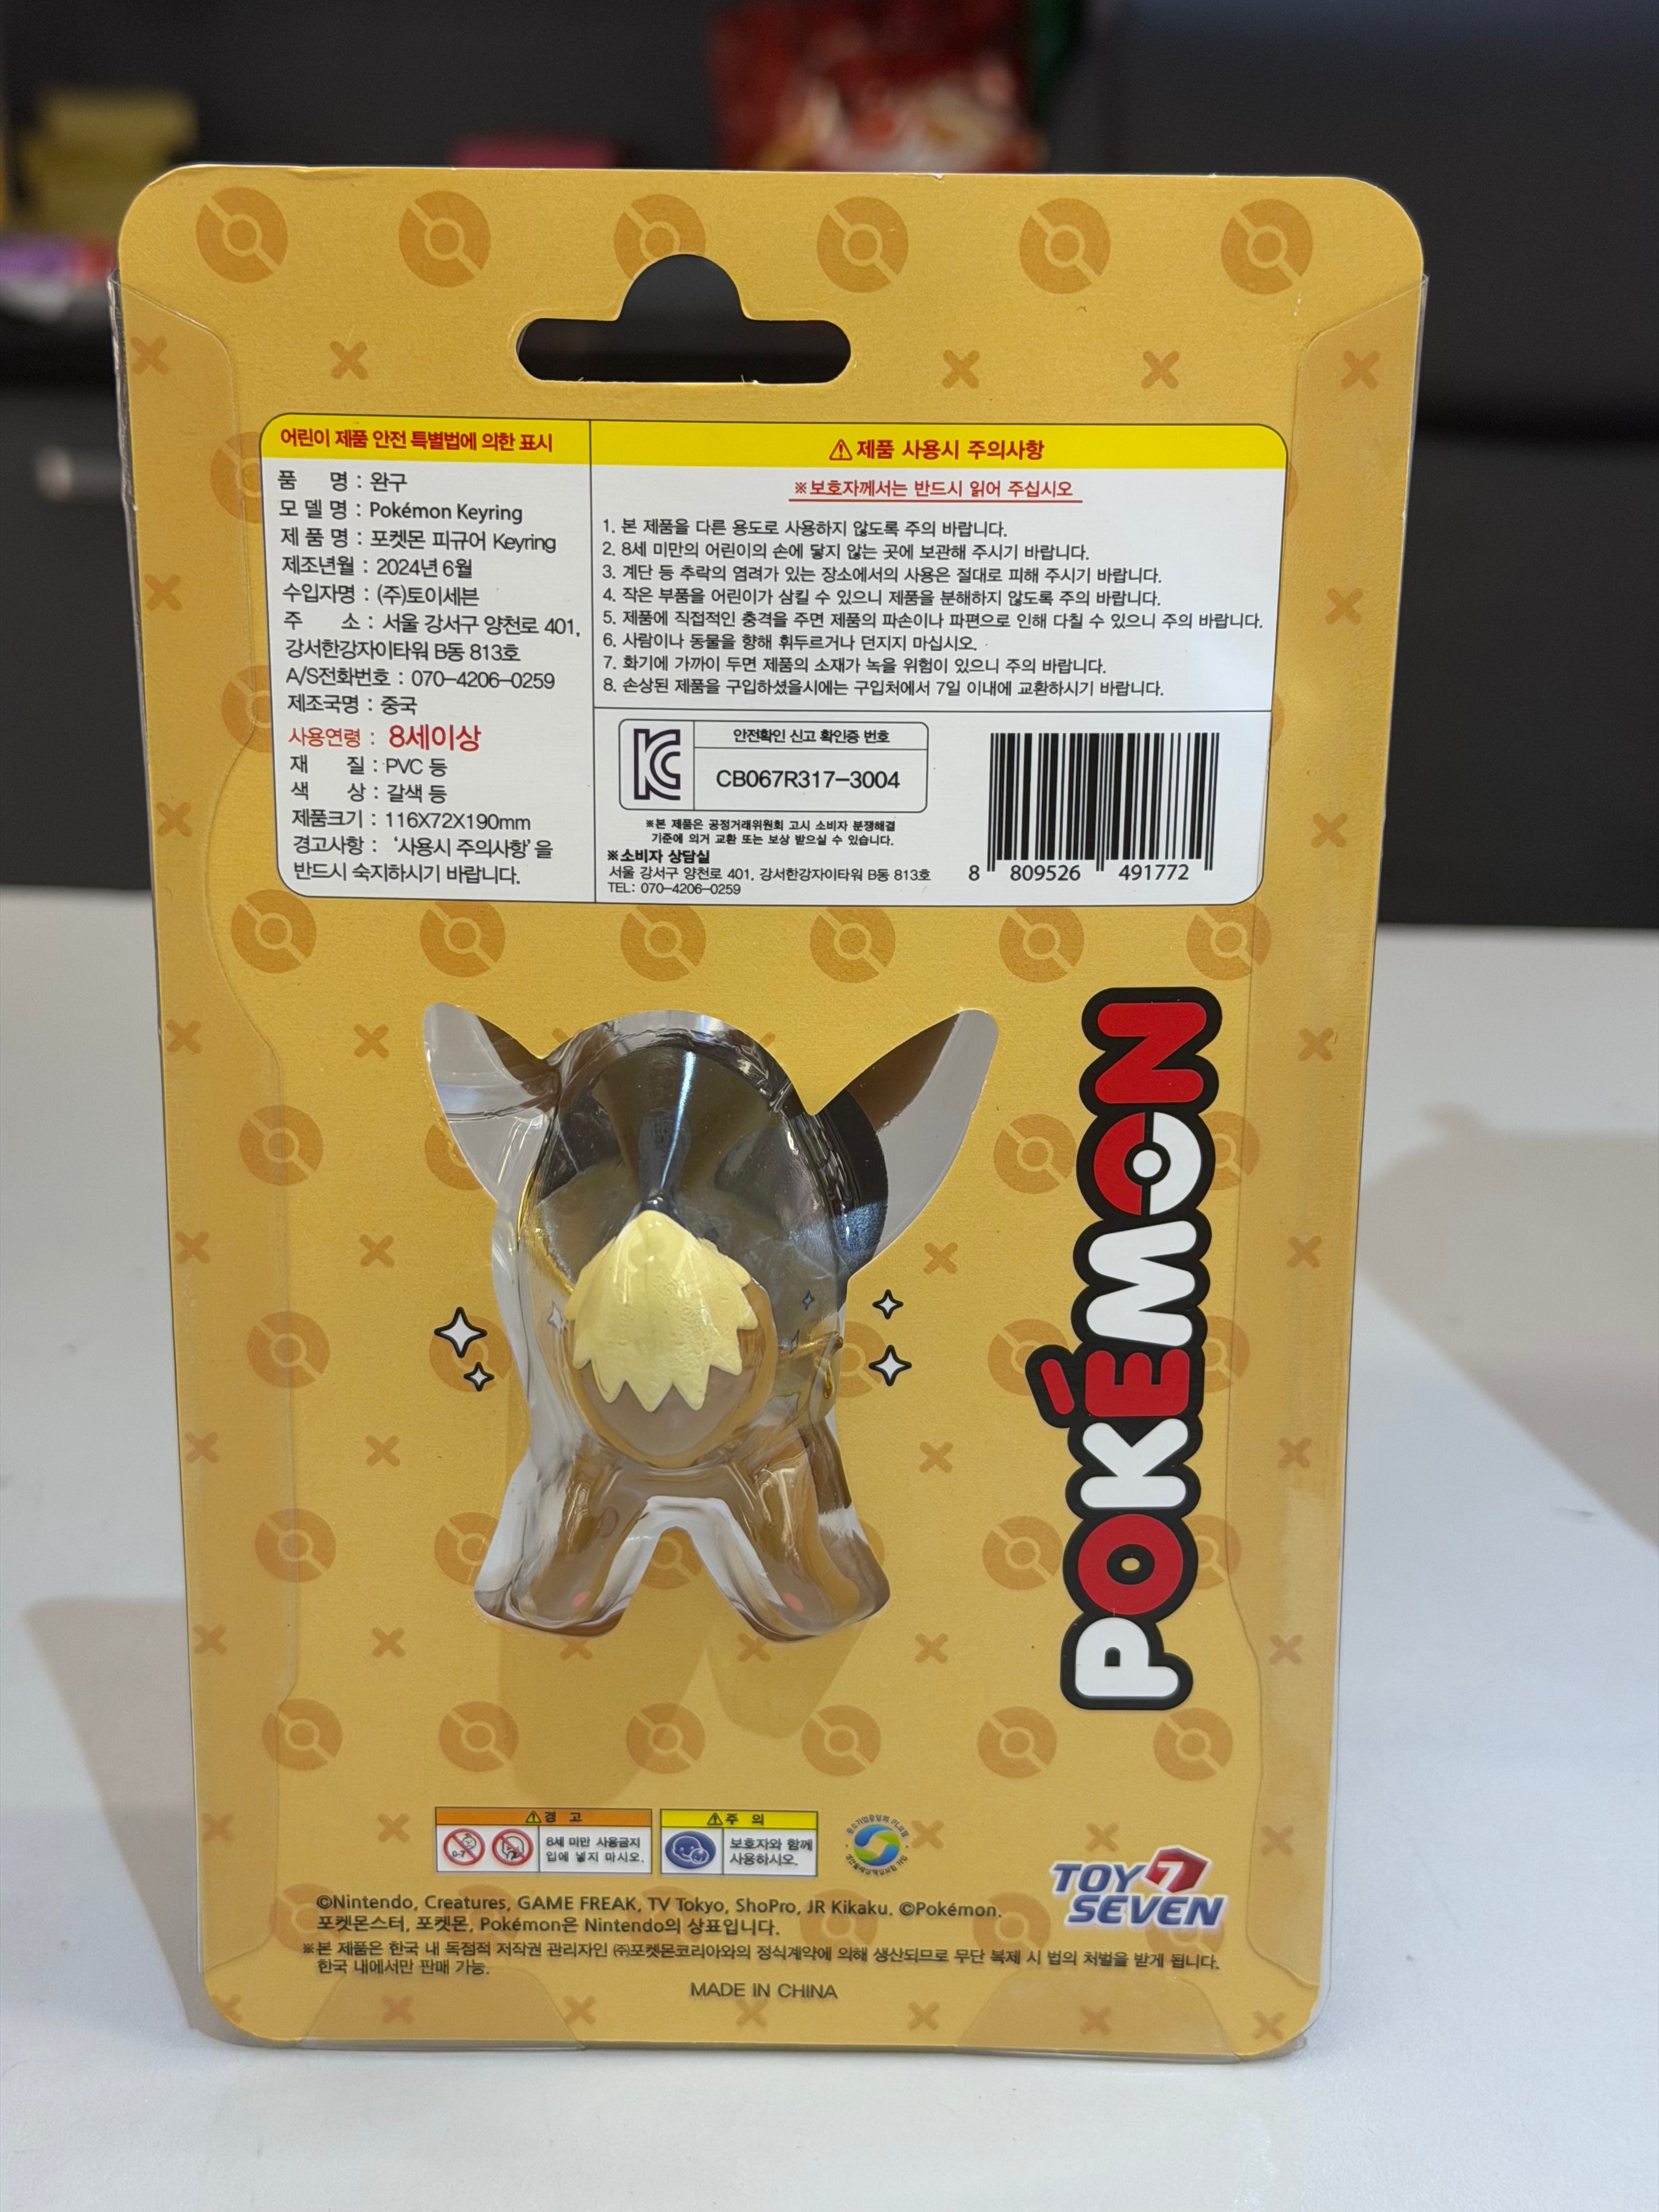 어린이 제품 안전 특별법에 의한 표시
품 명 : 완구
모 델 명 : Pokémon Keyring
제 품 명 : 포켓몬 피규어 Keyring
제조년월 : 2024년 6월
수입자명 : (주)토이세븐
주 소 : 서울 강서구 양천로 401,
강서한강자이타워 B동 813호
A/S전화번호 : 070-4206-0259
제조국명 : 중국
사용연령 : 8세이상
재 질 : PVC 등
색 상 : 갈색 등
제품크기 : 116X72X190mm
경고사항 : '사용시 주의사항'을
반드시 숙지하시기 바랍니다.
제품 사용시 주의사항
※보호자께서는 반드시 읽어 주십시오
1. 본 제품을 다른 용도로 사용하지 않도록 주의 바랍니다.
2. 8세 미만의 어린이의 손에 닿지 않는 곳에 보관해 주시기 바랍니다.
3. 계단 등 추락의 염려가 있는 장소에서의 사용은 절대로 피해 주시기 바랍니다.
4. 작은 부품을 어린이가 삼킬 수 있으니 제품을 분해하지 않도록 주의 바랍니다.
5. 제품에 직접적인 충격을 주면 제품의 파손이나 파편으로 인해 다칠 수 있으니 주의 바랍니다.
6. 사람이나 동물을 향해 휘두르거나 던지지 마십시오.
7. 화기에 가까이 두면 제품의 소재가 녹을 위험이 있으니 주의 바랍니다.
8. 손상된 제품을 구입하셨을시에는 구입처에서 7일 이내에 교환하시기 바랍니다.
안전확인 신고 확인증 번호
CB067R317-3004
※본 제품은 공정거래위원회 고시 소비자 분쟁해결
기준에 의거 교환 또는 보상 받으실 수 있습니다.
※소비자 상담실
서울 강서구 양천로 401, 강서한강자이타워 B동 813호
TEL: 070-4206-0259
8 809526 491772
POKÉMON
경 고
0-7
8세 미만 사용금지
입에 넣지 마시오.
주 의
보호자와 함께
사용하시오.
TOY 7
SEVEN
©Nintendo, Creatures, GAME FREAK, TV Tokyo, ShoPro, JR Kikaku. ©Pokémon.
포켓몬스터, 포켓몬, Pokémon은 Nintendo의 상표입니다.
※본 제품은 한국 내 독점적 저작권 관리자인 ㈜포켓몬코리아와의 정식계약에 의해 생산되므로 무단 복제 시 법의 처벌을 받게 됩니다.
한국 내에서만 판매 가능.
MADE IN CHINA